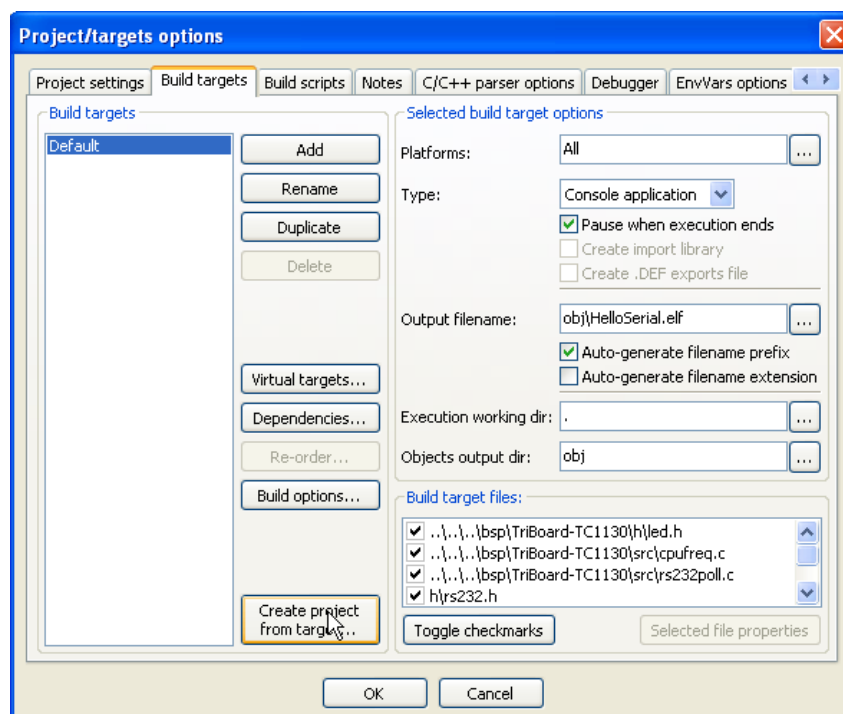 Project/targets options
Project settings
Build targets
Build scripts
Notes
C/C++ parser options
Debugger
EnvVars options
Build targets
Default
Add
Rename
Duplicate
Delete
Virtual targets...
Dependencies...
Re-order...
Build options...
Create project
from target...
Selected build target options
Platforms:
All
...
Type:
Console application
Pause when execution ends
Create import library
Create .DEF exports file
Output filename:
obj\HelloSerial.elf
...
Auto-generate filename prefix
Auto-generate filename extension
Execution working dir:
.
...
Objects output dir:
obj
...
Build target files:
..\..\..\bsp\TriBoard-TC1130\h\led.h
..\..\..\bsp\TriBoard-TC1130\src\cpufreq.c
..\..\..\bsp\TriBoard-TC1130\src\rs232poll.c
h\rs232.h
Toggle checkmarks
Selected file properties
OK
Cancel